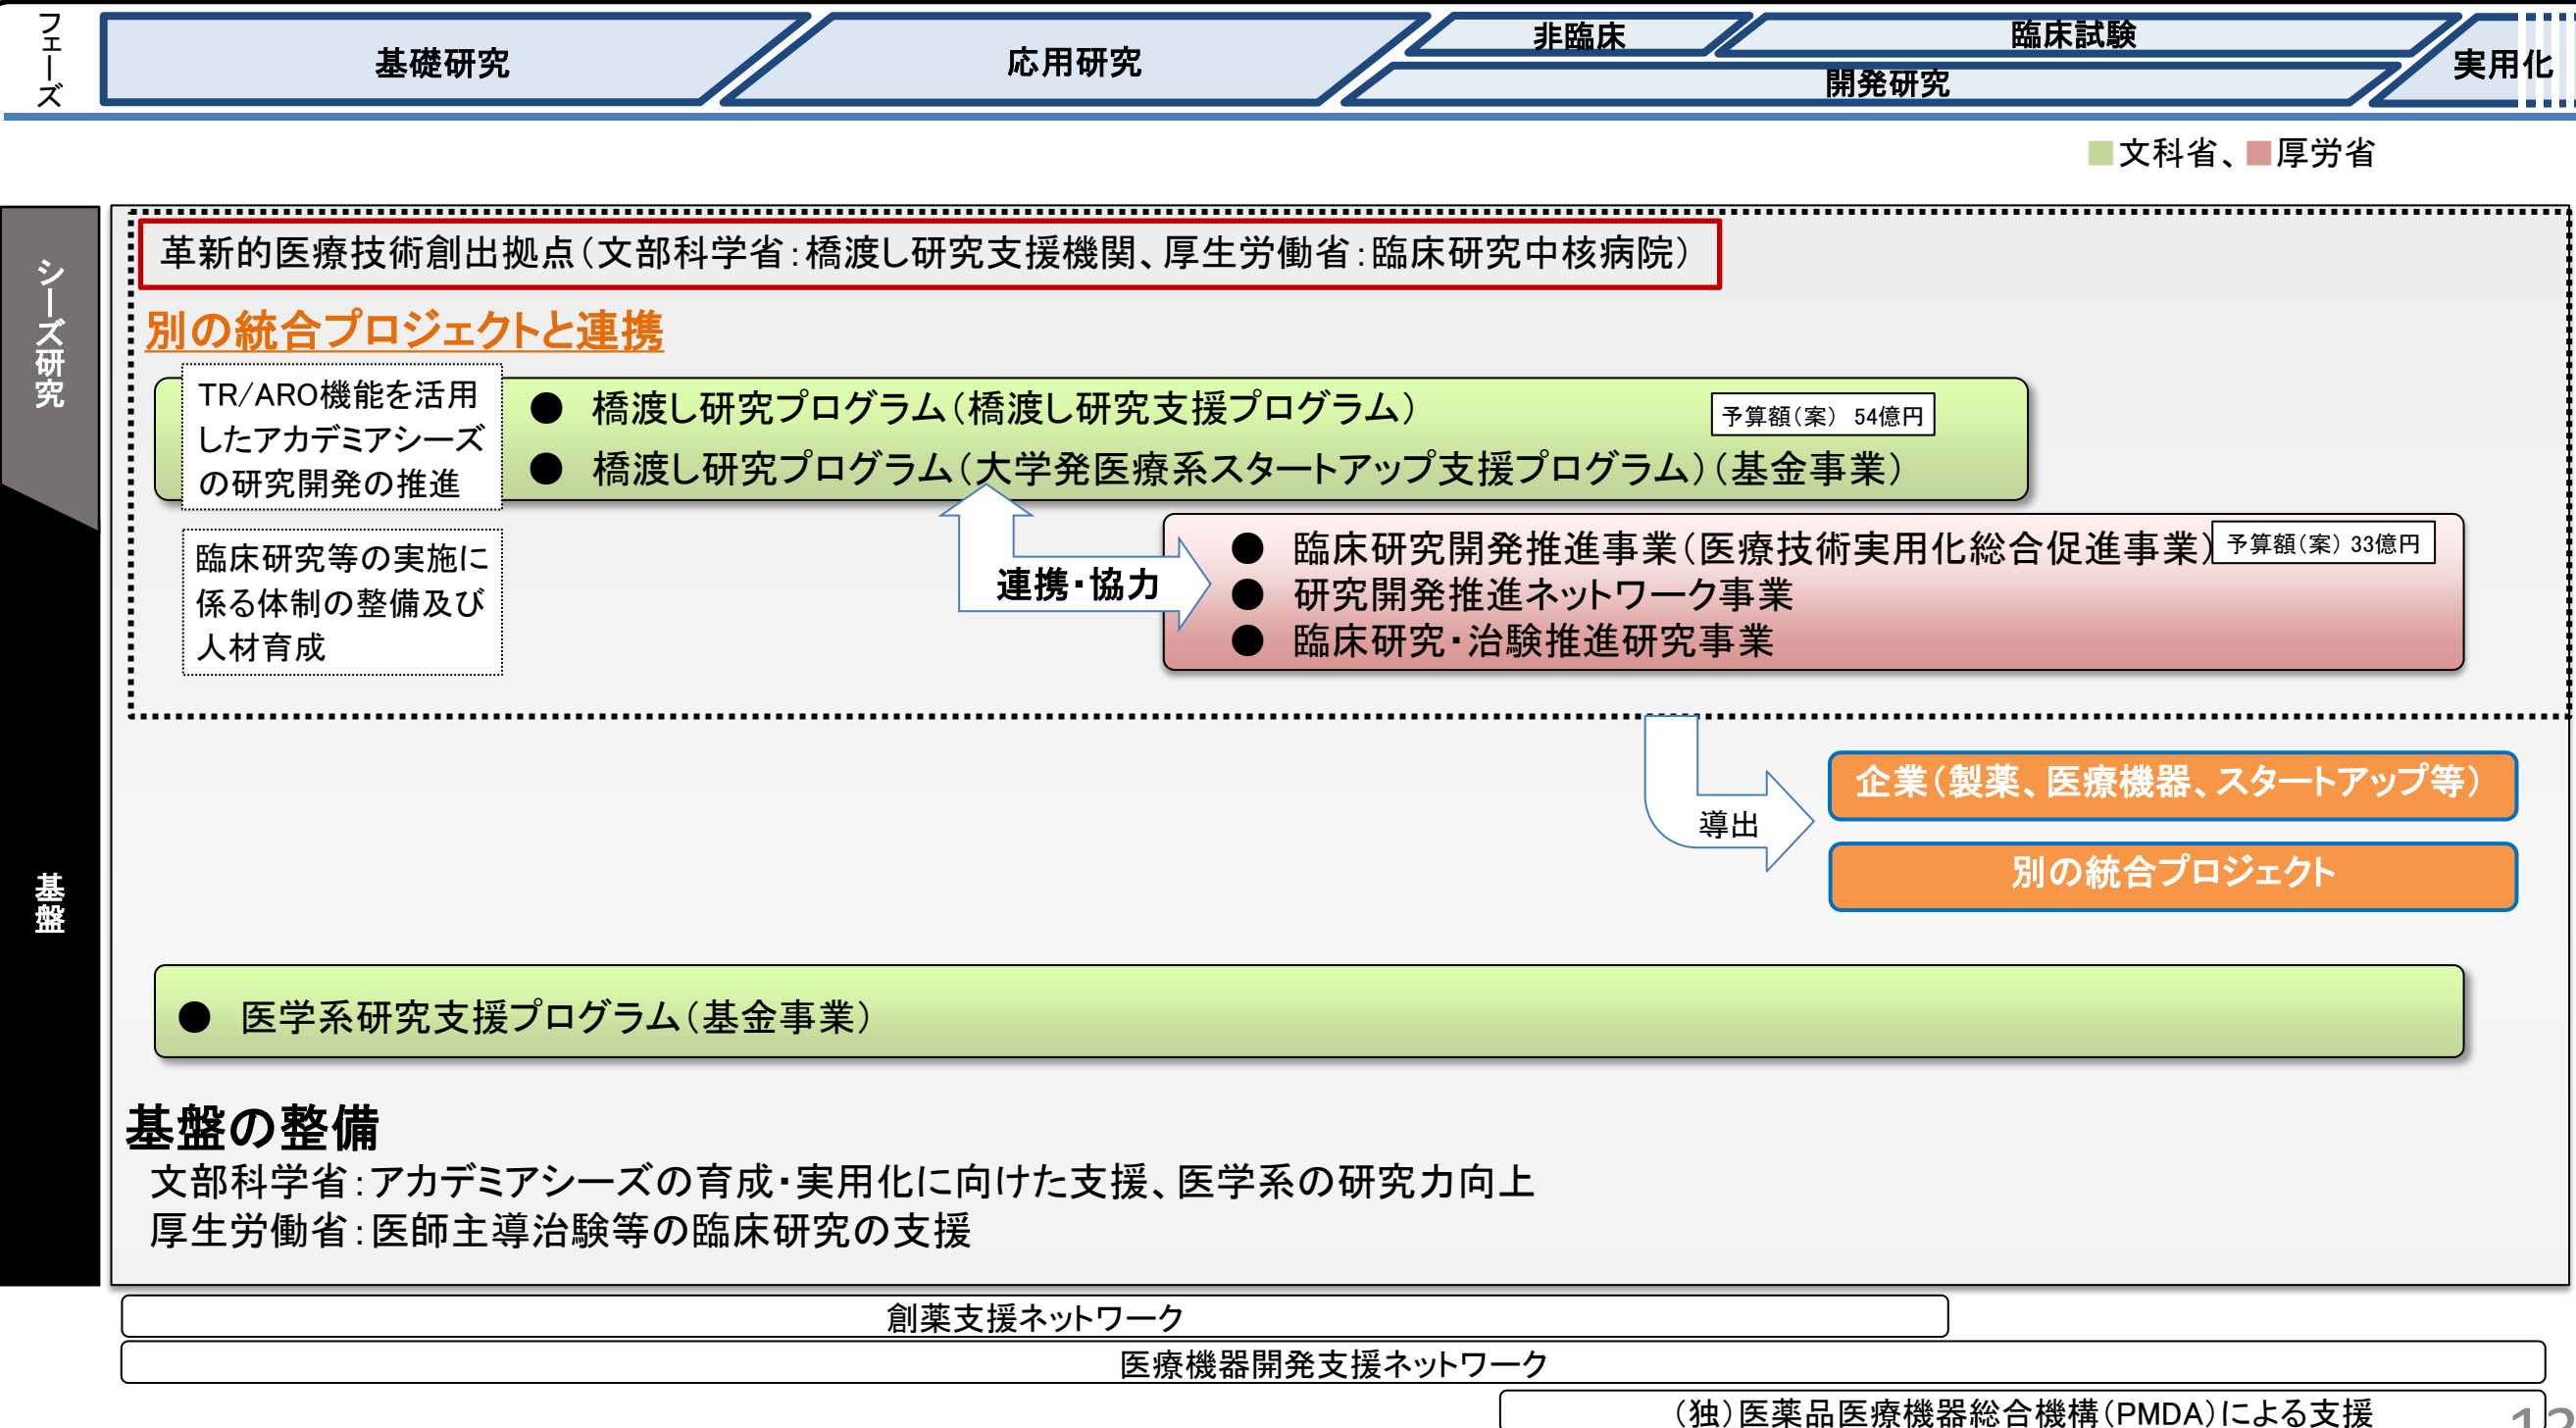 フェーズ
基礎研究
応用研究
非臨床
臨床試験
開発研究
実用化
文科省、厚労省
シーズ研究
革新的医療技術創出拠点（文部科学省：橋渡し研究支援機関、厚生労働省：臨床研究中核病院）
別の統合プロジェクトと連携
TR/ARO機能を活用
したアカデミアシーズ
の研究開発の推進
● 橋渡し研究プログラム（橋渡し研究支援プログラム）
予算額（案） 54億円
● 橋渡し研究プログラム（大学発医療系スタートアップ支援プログラム）（基金事業）
臨床研究等の実施に
係る体制の整備及び
人材育成
連携・協力
● 臨床研究開発推進事業（医療技術実用化総合促進事業）
予算額（案） 33億円
● 研究開発推進ネットワーク事業
● 臨床研究・治験推進研究事業
導出
企業（製薬、医療機器、スタートアップ等）
別の統合プロジェクト
基盤
● 医学系研究支援プログラム（基金事業）
基盤の整備
文部科学省：アカデミアシーズの育成・実用化に向けた支援、医学系の研究力向上
厚生労働省：医師主導治験等の臨床研究の支援
創薬支援ネットワーク
医療機器開発支援ネットワーク
（独）医薬品医療機器総合機構（PMDA）による支援